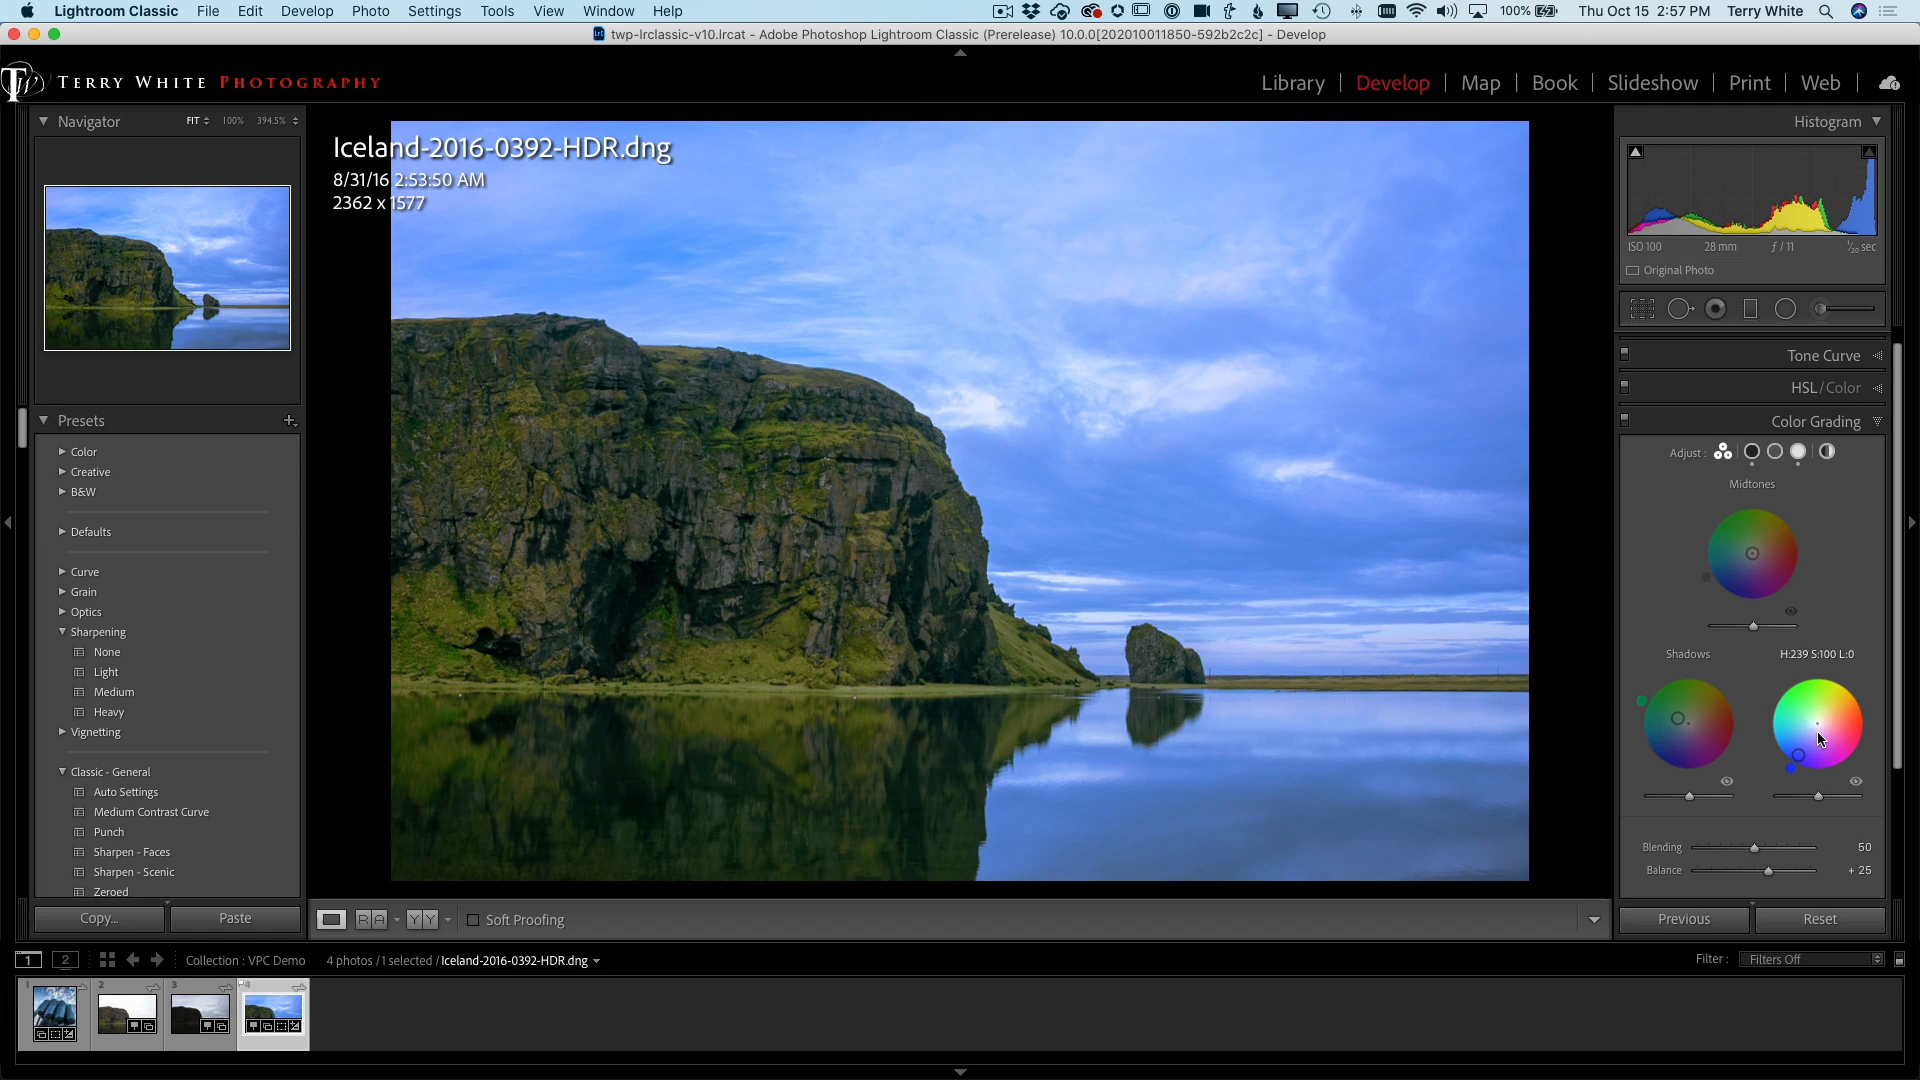 Lightroom Classic File Edit Develop Photo Settings Tools View Window Help 100% Thu Oct 15 2:57 PM Terry White
twp-lrclassic-v10.lrcat - Adobe Photoshop Lightroom Classic (Prerelease) 10.0.0[202010011850-592b2c2c] - Develop
TERRY WHITE PHOTOGRAPHY
Library | Develop | Map | Book | Slideshow | Print | Web
Navigator FIT 100% 394.5%
Iceland-2016-0392-HDR.dng
8/31/16 2:53:50 AM
2362 x 1577
Presets
Color
Creative
B&W
Defaults
Curve
Grain
Optics
Sharpening
None
Light
Medium
Heavy
Vignetting
Classic - General
Auto Settings
Medium Contrast Curve
Punch
Sharpen - Faces
Sharpen - Scenic
Zeroed
Copy... Paste
Soft Proofing
Histogram
ISO 100 28 mm ƒ / 11 1/20 sec
Original Photo
Tone Curve
HSL / Color
Color Grading
Adjust :
Midtones
Shadows H:239 S:100 L:0
Blending 50
Balance + 25
Previous Reset
1 2 Collection : VPC Demo 4 photos / 1 selected / Iceland-2016-0392-HDR.dng Filter : Filters Off
1 2 3 4